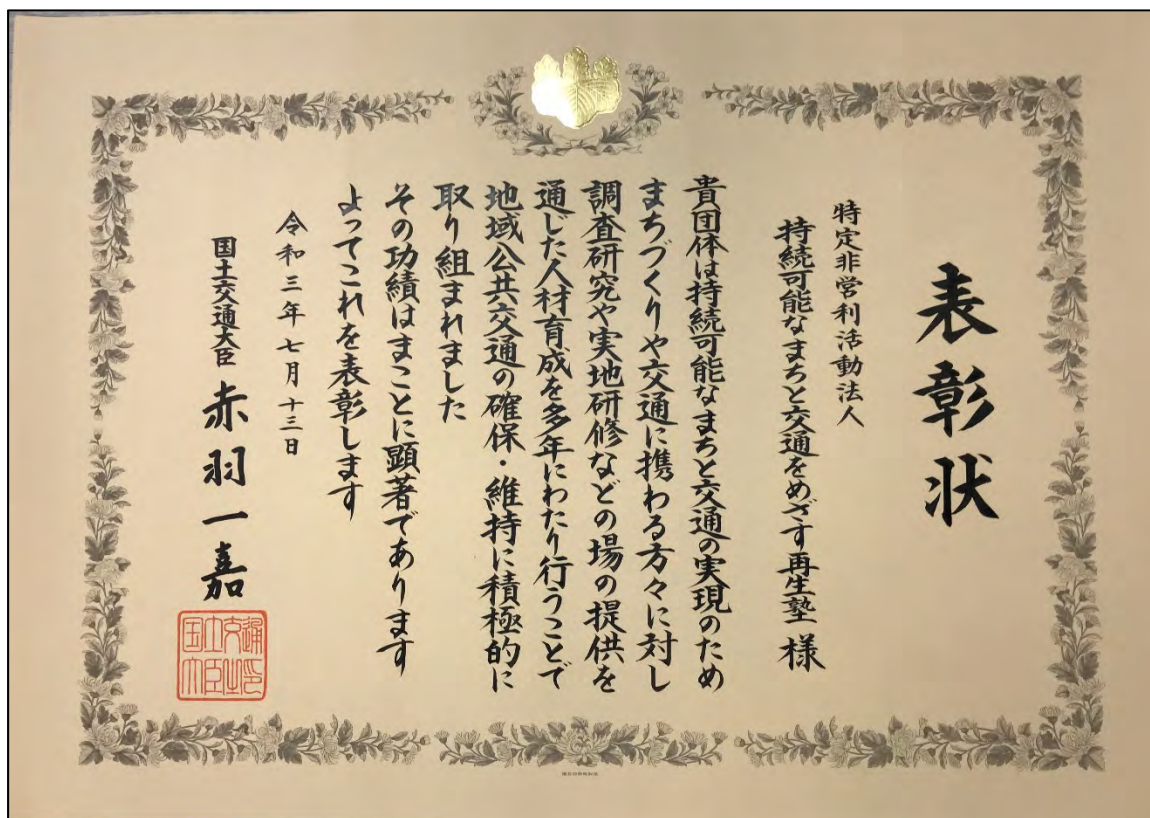 表彰状
特定非営利活動法人
持続可能なまちと交通をめざす再生塾 様
貴団体は持続可能なまちと交通の実現のため
まちづくりや交通に携わる方々に対し
調査研究や実地研修などの場の提供を
通じた人材育成を多年にわたり行うことで
地域公共交通の確保・維持に積極的に
取り組まれました
その功績はまことに顕著であります
よってこれを表彰します
令和三年七月十三日
国土交通大臣 赤羽一嘉